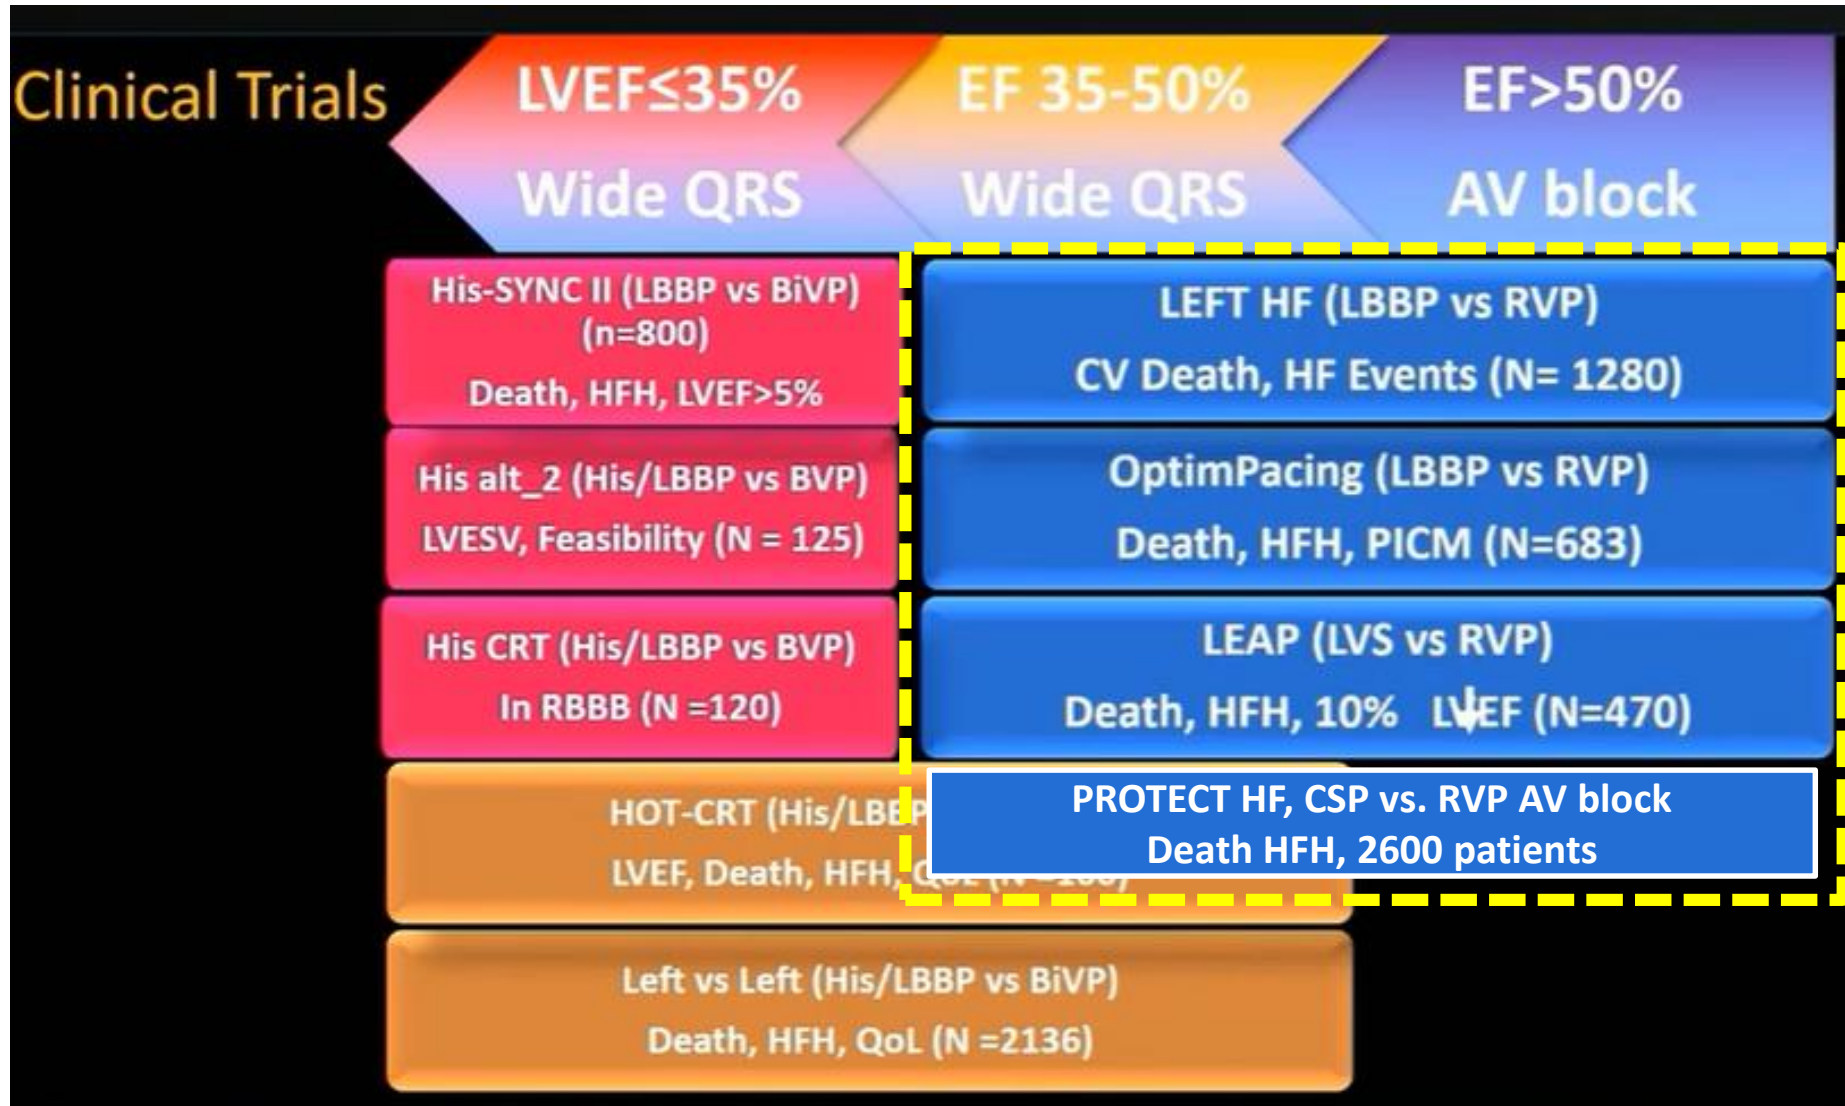 Clinical Trials
LVEF≤35%
Wide QRS
EF 35-50%
Wide QRS
EF>50%
AV block
His-SYNC II (LBBP vs BiVP)
(n=800)
Death, HFH, LVEF>5%
His alt_2 (His/LBBP vs BVP)
LVESV, Feasibility (N = 125)
His CRT (His/LBBP vs BVP)
In RBBB (N =120)
LEFT HF (LBBP vs RVP)
CV Death, HF Events (N= 1280)
OptimPacing (LBBP vs RVP)
Death, HFH, PICM (N=683)
LEAP (LVS vs RVP)
Death, HFH, 10% ↓ LVEF (N=470)
PROTECT HF, CSP vs. RVP AV block
Death HFH, 2600 patients
HOT-CRT (His/LBBP
LVEF, Death, HFH,
Left vs Left (His/LBBP vs BiVP)
Death, HFH, QoL (N =2136)